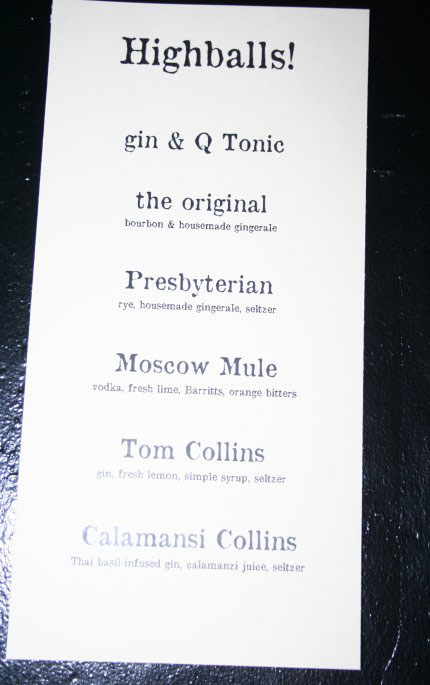 Highballs!
gin & Q Tonic
the original
bourbon & housemade gingerale
Presbyterian
rye, housemade gingerale, seltzer
Moscow Mule
vodka, fresh lime, Barritts, orange bitters
Tom Collins
gin, fresh lemon, simple syrup, seltzer
Calamansi Collins
Thai basil-infused gin, calamanzi juice, seltzer